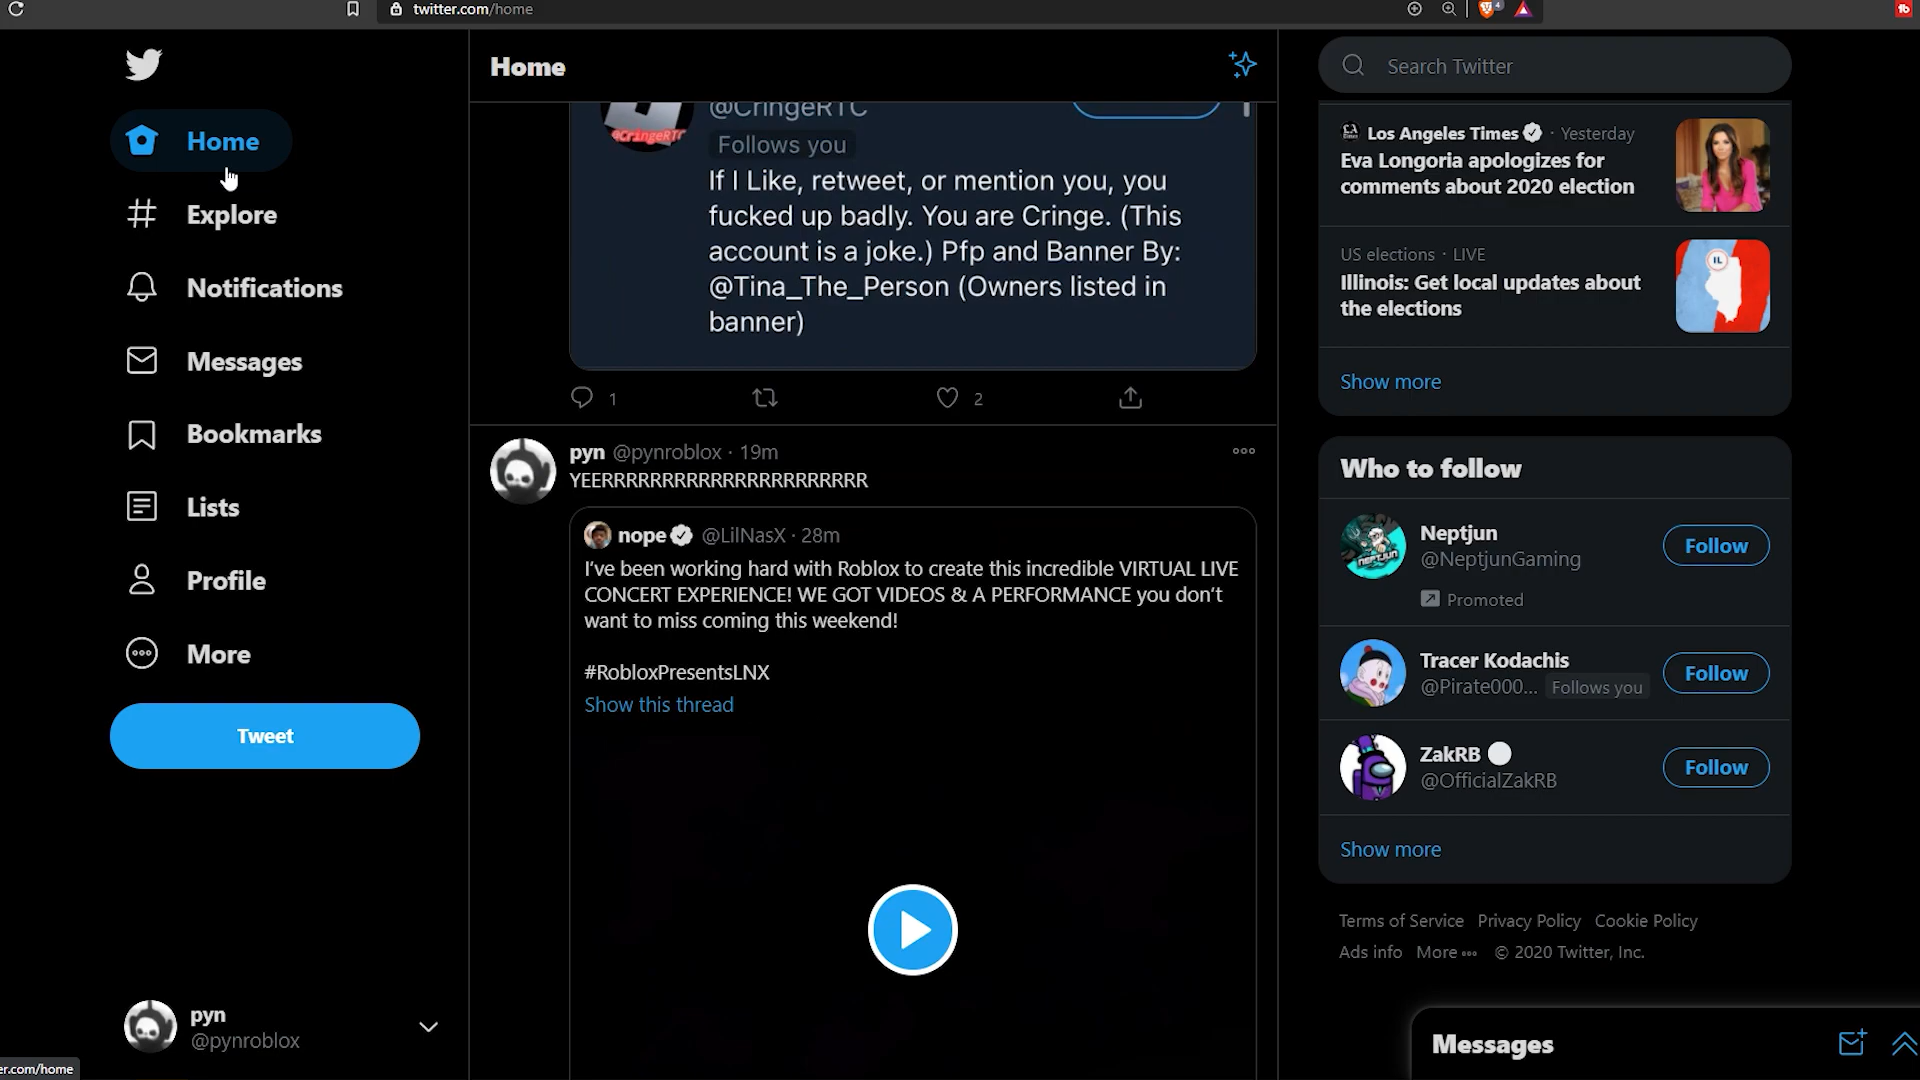 twitter.com/home
4
Home
Explore
Notifications
Messages
Bookmarks
Lists
Profile
More
Tweet
pyn
@pynroblox
er.com/home
Home
@CringeRTC
@CringeRTC
Follows you
If I Like, retweet, or mention you, you
fucked up badly. You are Cringe. (This
account is a joke.) Pfp and Banner By:
@Tina_The_Person (Owners listed in
banner)
1
2
pyn @pynroblox · 19m
YEERRRRRRRRRRRRRRRRRRRRRR
nope @LilNasX · 28m
I've been working hard with Roblox to create this incredible VIRTUAL LIVE
CONCERT EXPERIENCE! WE GOT VIDEOS & A PERFORMANCE you don't
want to miss coming this weekend!
#RobloxPresentsLNX
Show this thread
Search Twitter
Los Angeles Times · Yesterday
Eva Longoria apologizes for
comments about 2020 election
US elections · LIVE
Illinois: Get local updates about
the elections
IL
Show more
Who to follow
Neptjun
@NeptjunGaming
Promoted
Follow
NEPTJUN
Tracer Kodachis
@Pirate000... Follows you
Follow
ZakRB
@OfficialZakRB
Follow
Show more
Terms of Service Privacy Policy Cookie Policy
Ads info More © 2020 Twitter, Inc.
Messages